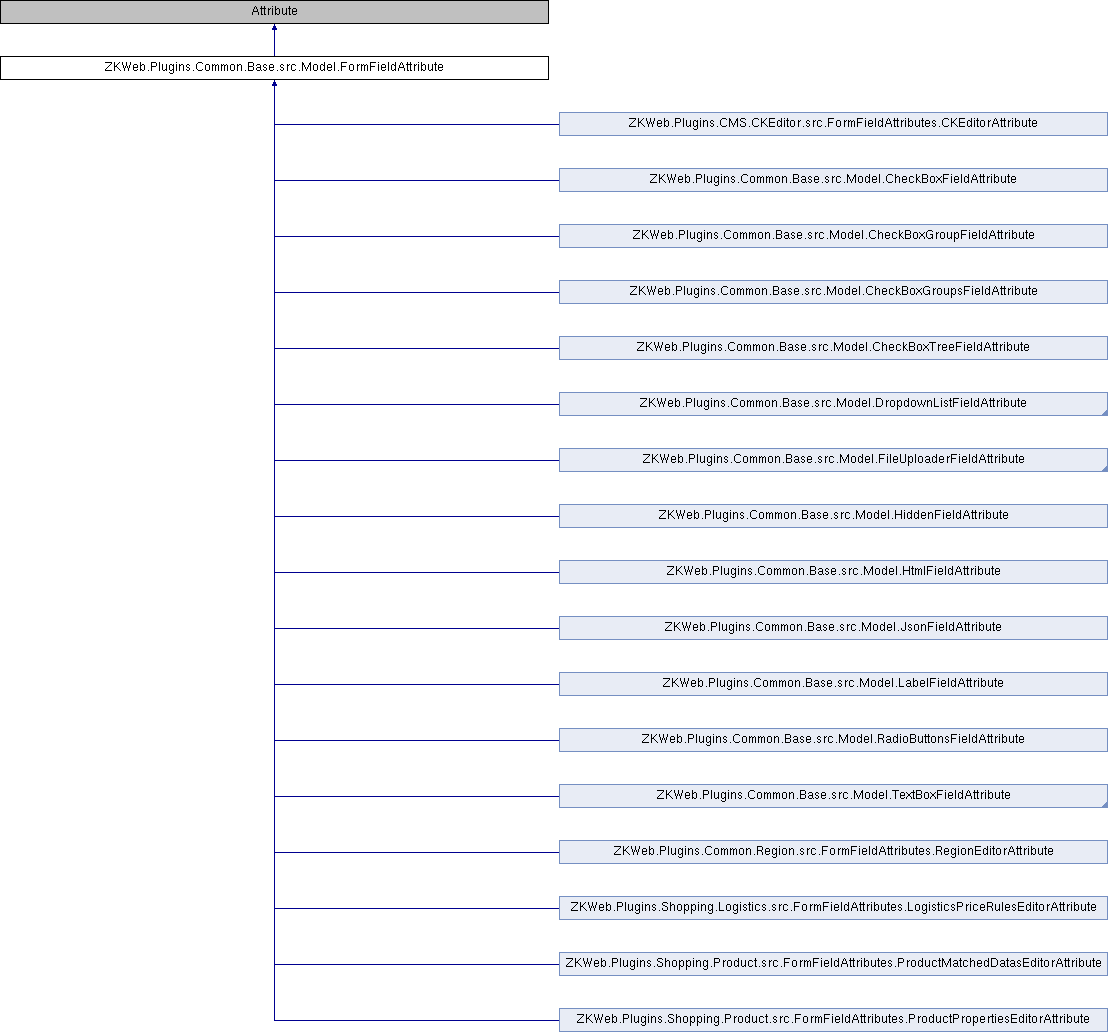 Attribute
ZKWeb.Plugins.Common.Base.src.Model.FormFieldAttribute
ZKWeb.Plugins.CMS.CKEditor.src.FormFieldAttributes.CKEditorAttribute
ZKWeb.Plugins.Common.Base.src.Model.CheckBoxFieldAttribute
ZKWeb.Plugins.Common.Base.src.Model.CheckBoxGroupFieldAttribute
ZKWeb.Plugins.Common.Base.src.Model.CheckBoxGroupsFieldAttribute
ZKWeb.Plugins.Common.Base.src.Model.CheckBoxTreeFieldAttribute
ZKWeb.Plugins.Common.Base.src.Model.DropdownListFieldAttribute
ZKWeb.Plugins.Common.Base.src.Model.FileUploaderFieldAttribute
ZKWeb.Plugins.Common.Base.src.Model.HiddenFieldAttribute
ZKWeb.Plugins.Common.Base.src.Model.HtmlFieldAttribute
ZKWeb.Plugins.Common.Base.src.Model.JsonFieldAttribute
ZKWeb.Plugins.Common.Base.src.Model.LabelFieldAttribute
ZKWeb.Plugins.Common.Base.src.Model.RadioButtonsFieldAttribute
ZKWeb.Plugins.Common.Base.src.Model.TextBoxFieldAttribute
ZKWeb.Plugins.Common.Region.src.FormFieldAttributes.RegionEditorAttribute
ZKWeb.Plugins.Shopping.Logistics.src.FormFieldAttributes.LogisticsPriceRulesEditorAttribute
ZKWeb.Plugins.Shopping.Product.src.FormFieldAttributes.ProductMatchedDatasEditorAttribute
ZKWeb.Plugins.Shopping.Product.src.FormFieldAttributes.ProductPropertiesEditorAttribute